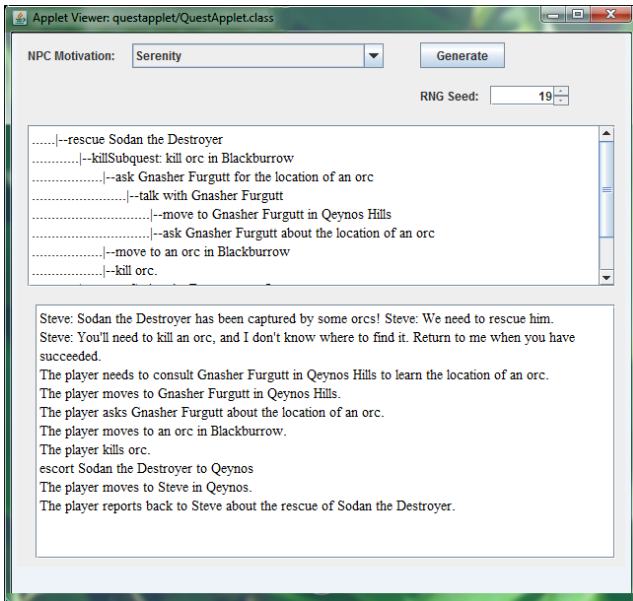 Applet Viewer: questapplet/QuestApplet.class
NPC Motivation: Serenity Generate
RNG Seed: 19
......|--rescue Sodan the Destroyer
............|--killSubquest: kill orc in Blackburrow
..................|--ask Gnasher Furgutt for the location of an orc
........................|--talk with Gnasher Furgutt
..............................|--move to Gnasher Furgutt in Qeynos Hills
..............................|--ask Gnasher Furgutt about the location of an orc
..................|--move to an orc in Blackburrow
..................|--kill orc.
Steve: Sodan the Destroyer has been captured by some orcs! Steve: We need to rescue him.
Steve: You'll need to kill an orc, and I don't know where to find it. Return to me when you have
succeeded.
The player needs to consult Gnasher Furgutt in Qeynos Hills to learn the location of an orc.
The player moves to Gnasher Furgutt in Qeynos Hills.
The player asks Gnasher Furgutt about the location of an orc.
The player moves to an orc in Blackburrow.
The player kills orc.
escort Sodan the Destroyer to Qeynos
The player moves to Steve in Qeynos.
The player reports back to Steve about the rescue of Sodan the Destroyer.